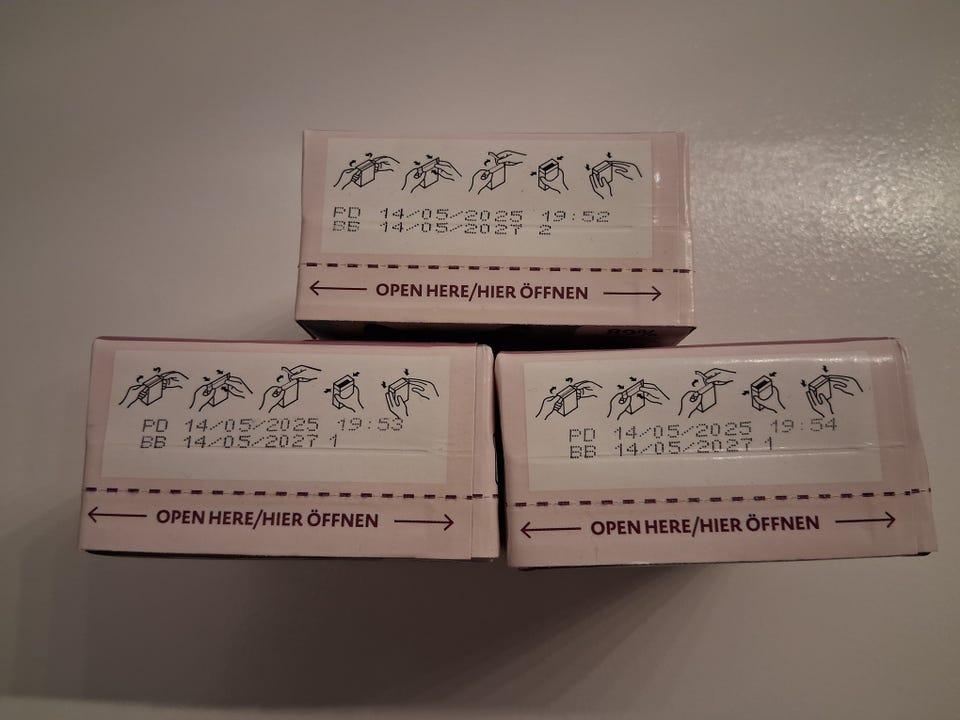 PD 14/05/2025 19:52
BB 14/05/2027 2
OPEN HERE/HIER ÖFFNEN
PD 14/05/2025 19:53
BB 14/05/2027 1
OPEN HERE/HIER ÖFFNEN
PD 14/05/2025 19:54
BB 14/05/2027 1
OPEN HERE/HIER ÖFFNEN